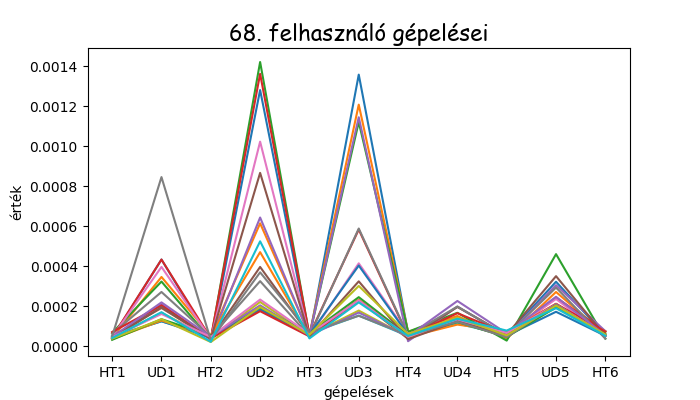 68. felhasználó gépelései
érték
0.0014
0.0012
0.0010
0.0008
0.0006
0.0004
0.0002
0.0000
HT1 UD1 HT2 UD2 HT3 UD3 HT4 UD4 HT5 UD5 HT6
gépelések